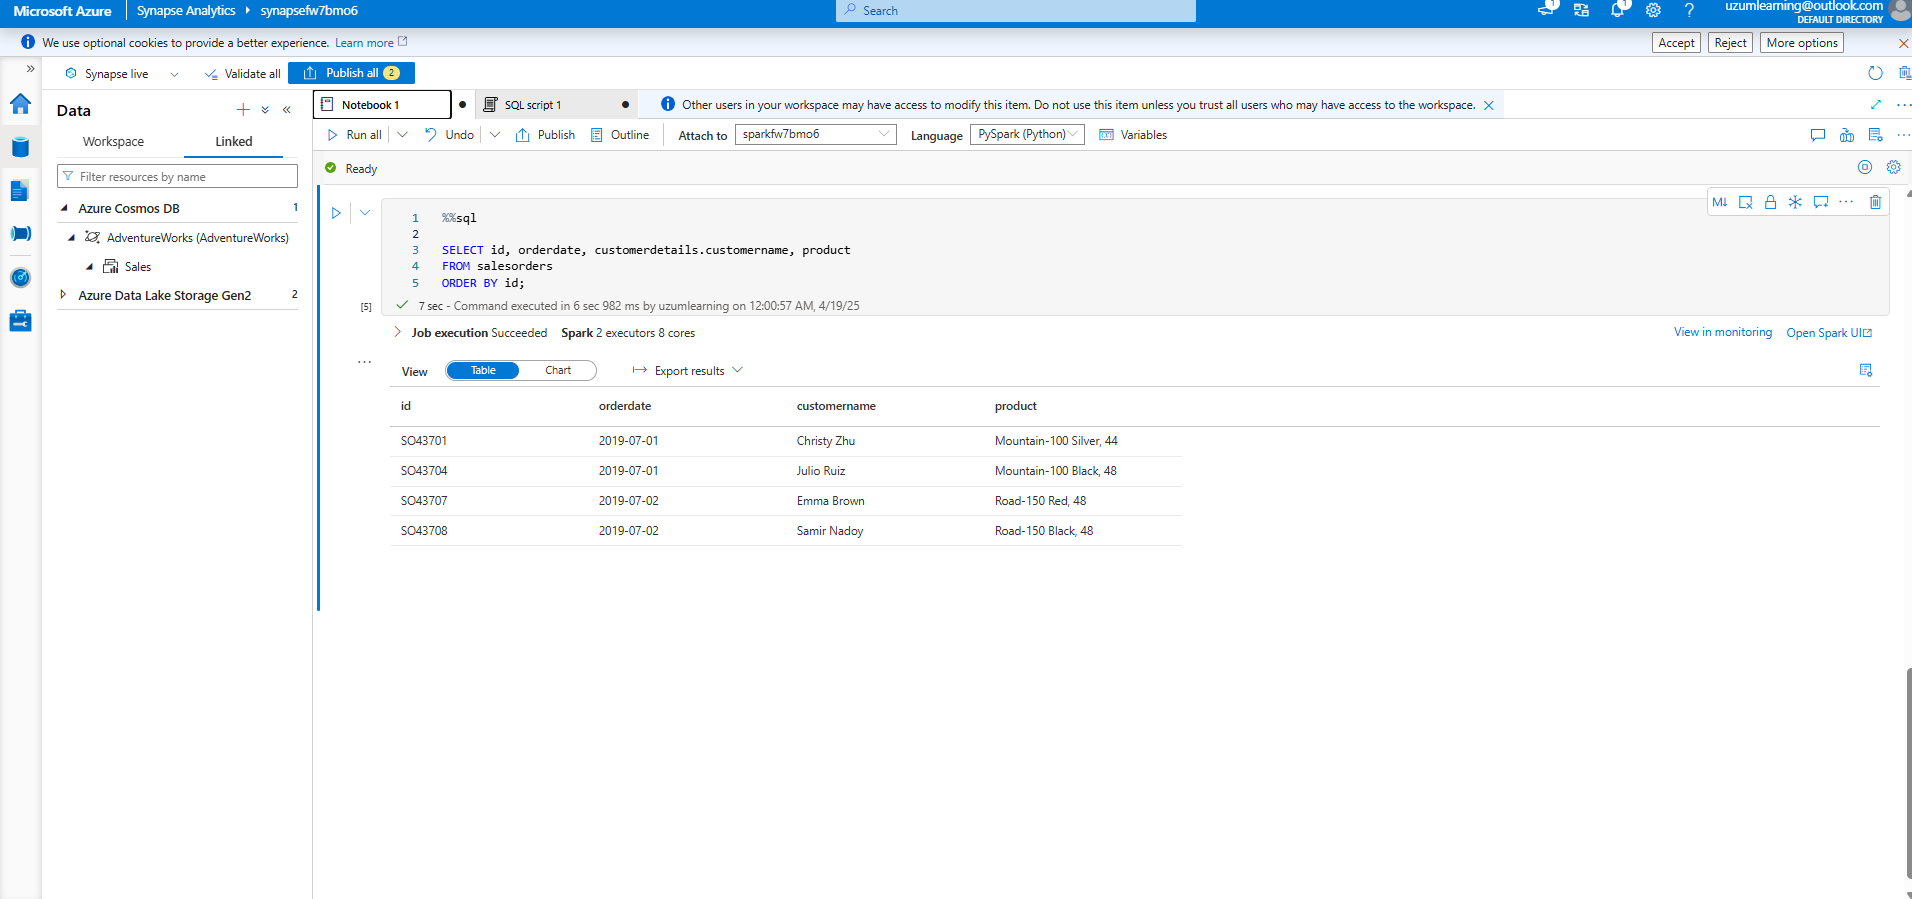 Microsoft Azure Synapse Analytics synapsefw7bmo6 Search 1 1 ? uzumlearning@outlook.com
DEFAULT DIRECTORY
We use optional cookies to provide a better experience. Learn more Accept Reject More options
Synapse live Validate all Publish all 2
Data
Workspace Linked
Filter resources by name
Azure Cosmos DB 1
AdventureWorks (AdventureWorks)
Sales
Azure Data Lake Storage Gen2 2
Notebook 1 SQL script 1 Other users in your workspace may have access to modify this item. Do not use this item unless you trust all users who may have access to the workspace.
Run all Undo Publish Outline Attach to sparkfw7bmo6 Language PySpark (Python) Variables
Ready
M↓
1 %%sql
2
3 SELECT id, orderdate, customerdetails.customername, product
4 FROM salesorders
5 ORDER BY id;
[5] 7 sec - Command executed in 6 sec 982 ms by uzumlearning on 12:00:57 AM, 4/19/25
Job execution Succeeded Spark 2 executors 8 cores View in monitoring Open Spark UI
View Table Chart Export results
id orderdate customername product
SO43701 2019-07-01 Christy Zhu Mountain-100 Silver, 44
SO43704 2019-07-01 Julio Ruiz Mountain-100 Black, 48
SO43707 2019-07-02 Emma Brown Road-150 Red, 48
SO43708 2019-07-02 Samir Nadoy Road-150 Black, 48